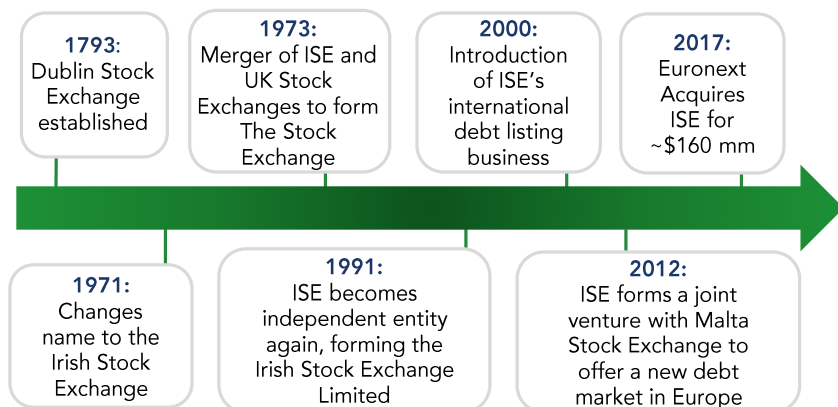 1793:
Dublin Stock
Exchange
established
1973:
Merger of ISE and
UK Stock
Exchanges to form
The Stock
Exchange
2000:
Introduction
of ISE's
international
debt listing
business
2017:
Euronext
Acquires
ISE for
~$160 mm
1971:
Changes
name to the
Irish Stock
Exchange
1991:
ISE becomes
independent entity
again, forming the
Irish Stock Exchange
Limited
2012:
ISE forms a joint
venture with Malta
Stock Exchange to
offer a new debt
market in Europe